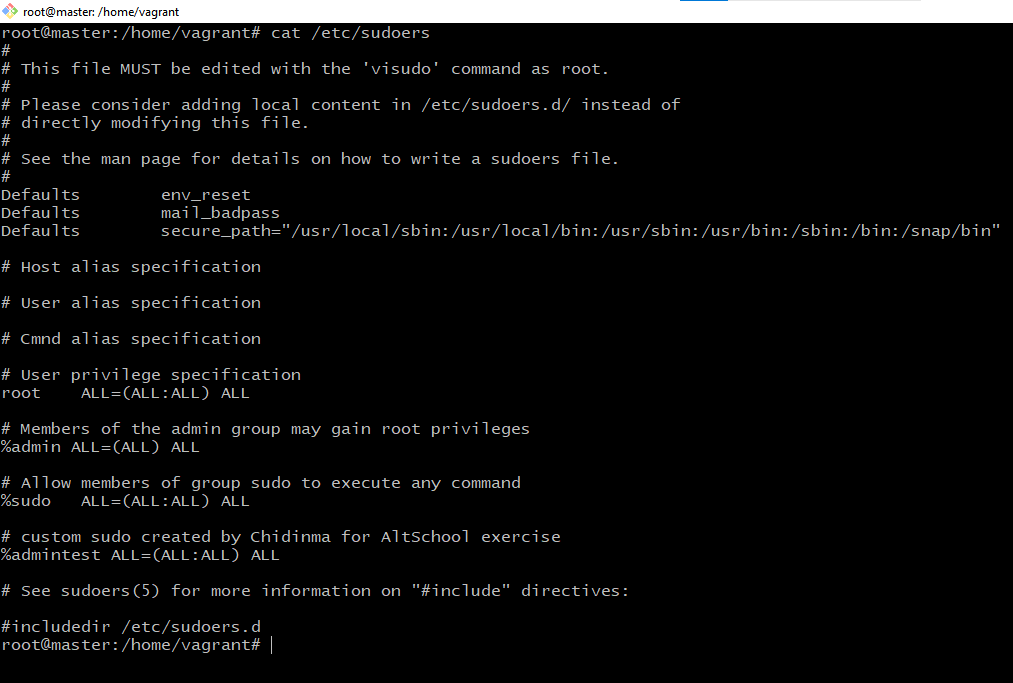 root@master: /home/vagrant
root@master:/home/vagrant# cat /etc/sudoers
#
# This file MUST be edited with the 'visudo' command as root.
#
# Please consider adding local content in /etc/sudoers.d/ instead of
# directly modifying this file.
#
# See the man page for details on how to write a sudoers file.
#
Defaults        env_reset
Defaults        mail_badpass
Defaults        secure_path="/usr/local/sbin:/usr/local/bin:/usr/sbin:/usr/bin:/sbin:/bin:/snap/bin"
# Host alias specification
# User alias specification
# Cmnd alias specification
# User privilege specification
root    ALL=(ALL:ALL) ALL
# Members of the admin group may gain root privileges
%admin ALL=(ALL) ALL
# Allow members of group sudo to execute any command
%sudo   ALL=(ALL:ALL) ALL
# custom sudo created by Chidinma for AltSchool exercise
%admintest ALL=(ALL:ALL) ALL
# See sudoers(5) for more information on "#include" directives:
#includedir /etc/sudoers.d
root@master:/home/vagrant#